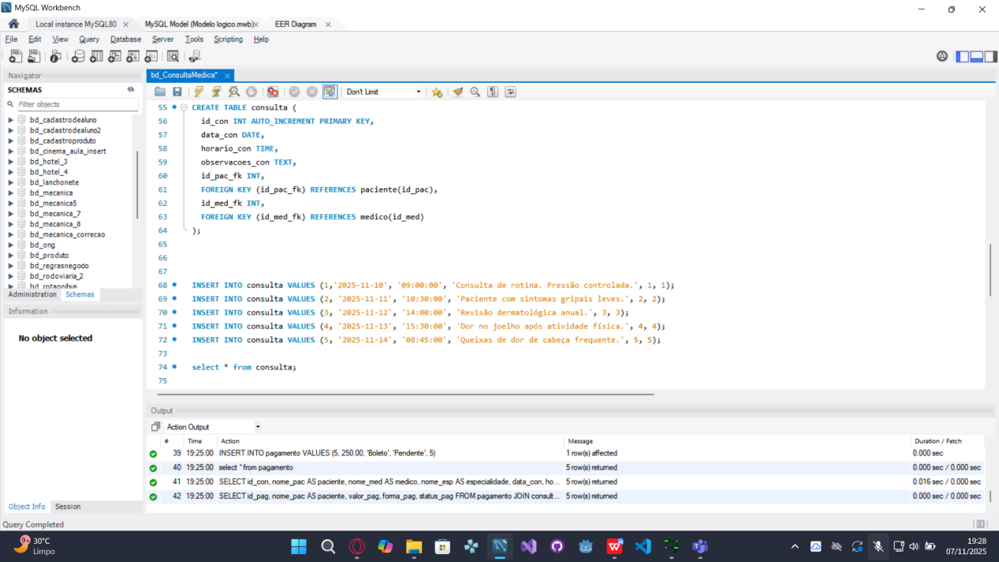 MySQL Workbench
Local instance MySQL80
MySQL Model (Modelo logico.mwb)
EER Diagram
File Edit View Query Database Server Tools Scripting Help
Navigator
SCHEMAS
Filter objects
bd_cadastrodealuno
bd_cadastrodealuno2
bd_cadastroproduto
bd_cinema_aula_insert
bd_hotel_3
bd_hotel_4
bd_lanchonete
bd_mecanica
bd_mecanica5
bd_mecanica_7
bd_mecanica_8
bd_mecanica_correcao
bd_ong
bd_produto
bd_regrasnegodo
bd_rodoviaria_2
Administration Schemas
Information
No object selected
Object Info Session
bd_ConsultaMedica*
Don't Limit
55 CREATE TABLE consulta (
56 id_con INT AUTO_INCREMENT PRIMARY KEY,
57 data_con DATE,
58 horario_con TIME,
59 observacoes_con TEXT,
60 id_pac_fk INT,
61 FOREIGN KEY (id_pac_fk) REFERENCES paciente(id_pac),
62 id_med_fk INT,
63 FOREIGN KEY (id_med_fk) REFERENCES medico(id_med)
64 );
65
66
67
68 INSERT INTO consulta VALUES (1,'2025-11-10', '09:00:00', 'Consulta de rotina. Pressão controlada.', 1, 1);
69 INSERT INTO consulta VALUES (2, '2025-11-11', '10:30:00', 'Paciente com sintomas gripais leves.', 2, 2);
70 INSERT INTO consulta VALUES (3, '2025-11-12', '14:00:00', 'Revisão dermatológica anual.', 3, 3);
71 INSERT INTO consulta VALUES (4, '2025-11-13', '15:30:00', 'Dor no joelho após atividade física.', 4, 4);
72 INSERT INTO consulta VALUES (5, '2025-11-14', '08:45:00', 'Queixas de dor de cabeça frequente.', 5, 5);
73
74 select * from consulta;
75
Output
Action Output
# Time Action Message Duration / Fetch
39 19:25:00 INSERT INTO pagamento VALUES (5, 250.00, 'Boleto', 'Pendente', 5) 1 row(s) affected 0.000 sec
40 19:25:00 select * from pagamento 5 row(s) returned 0.000 sec / 0.000 sec
41 19:25:00 SELECT id_con, nome_pac AS paciente, nome_med AS medico, nome_esp AS especialidade, data_con, ho... 5 row(s) returned 0.016 sec / 0.000 sec
42 19:25:00 SELECT id_pag, nome_pac AS paciente, valor_pag, forma_pag, status_pag FROM pagamento JOIN consult... 5 row(s) returned 0.000 sec / 0.000 sec
Query Completed
9+
30°C
Limpo
19:28
07/11/2025